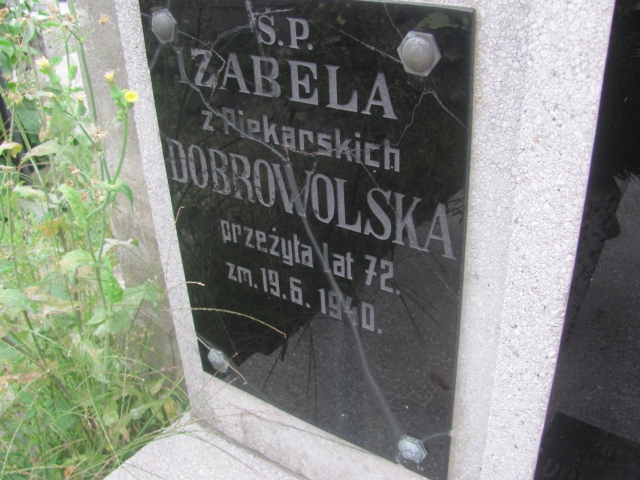 Ś.P.
IZABELA
z Piekarskich
DOBROWOLSKA
przeżyła lat 72.
zm. 19.6. 1940.